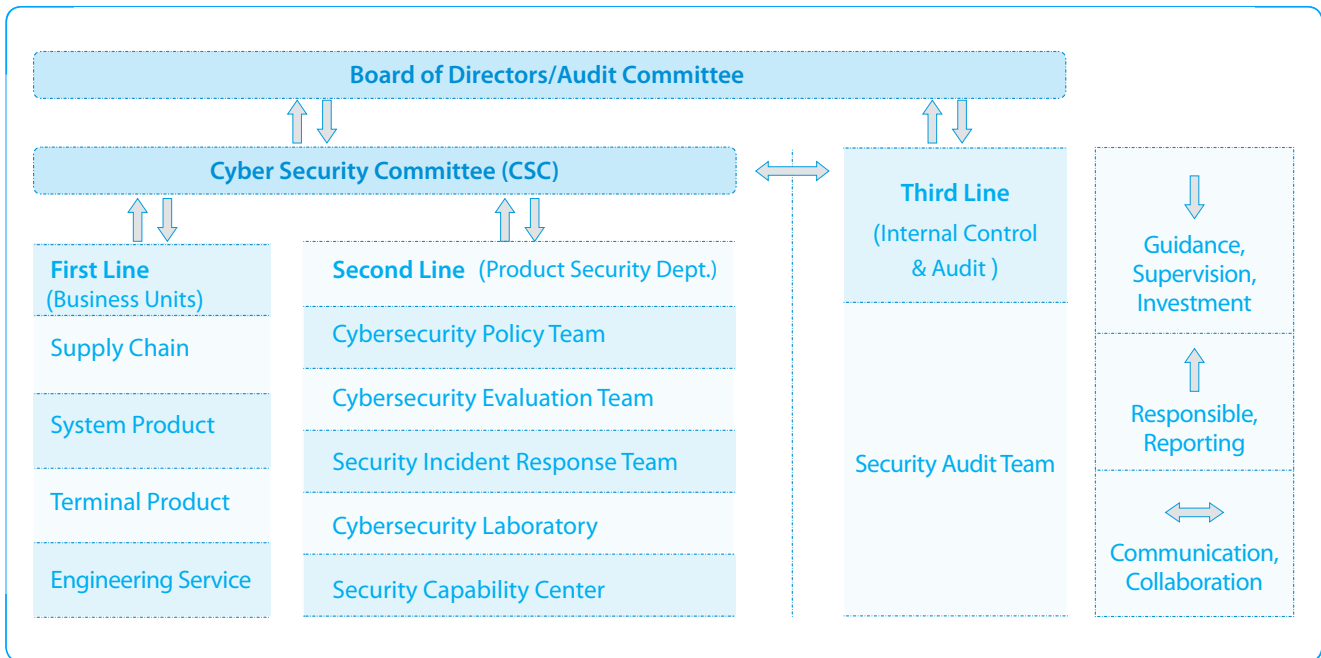 Board of Directors/Audit Committee
Cyber Security Committee (CSC)
First Line
(Business Units)
Supply Chain
System Product
Terminal Product
Engineering Service
Second Line (Product Security Dept.)
Cybersecurity Policy Team
Cybersecurity Evaluation Team
Security Incident Response Team
Cybersecurity Laboratory
Security Capability Center
Third Line
(Internal Control
& Audit )
Security Audit Team
Guidance,
Supervision,
Investment
Responsible,
Reporting
Communication,
Collaboration